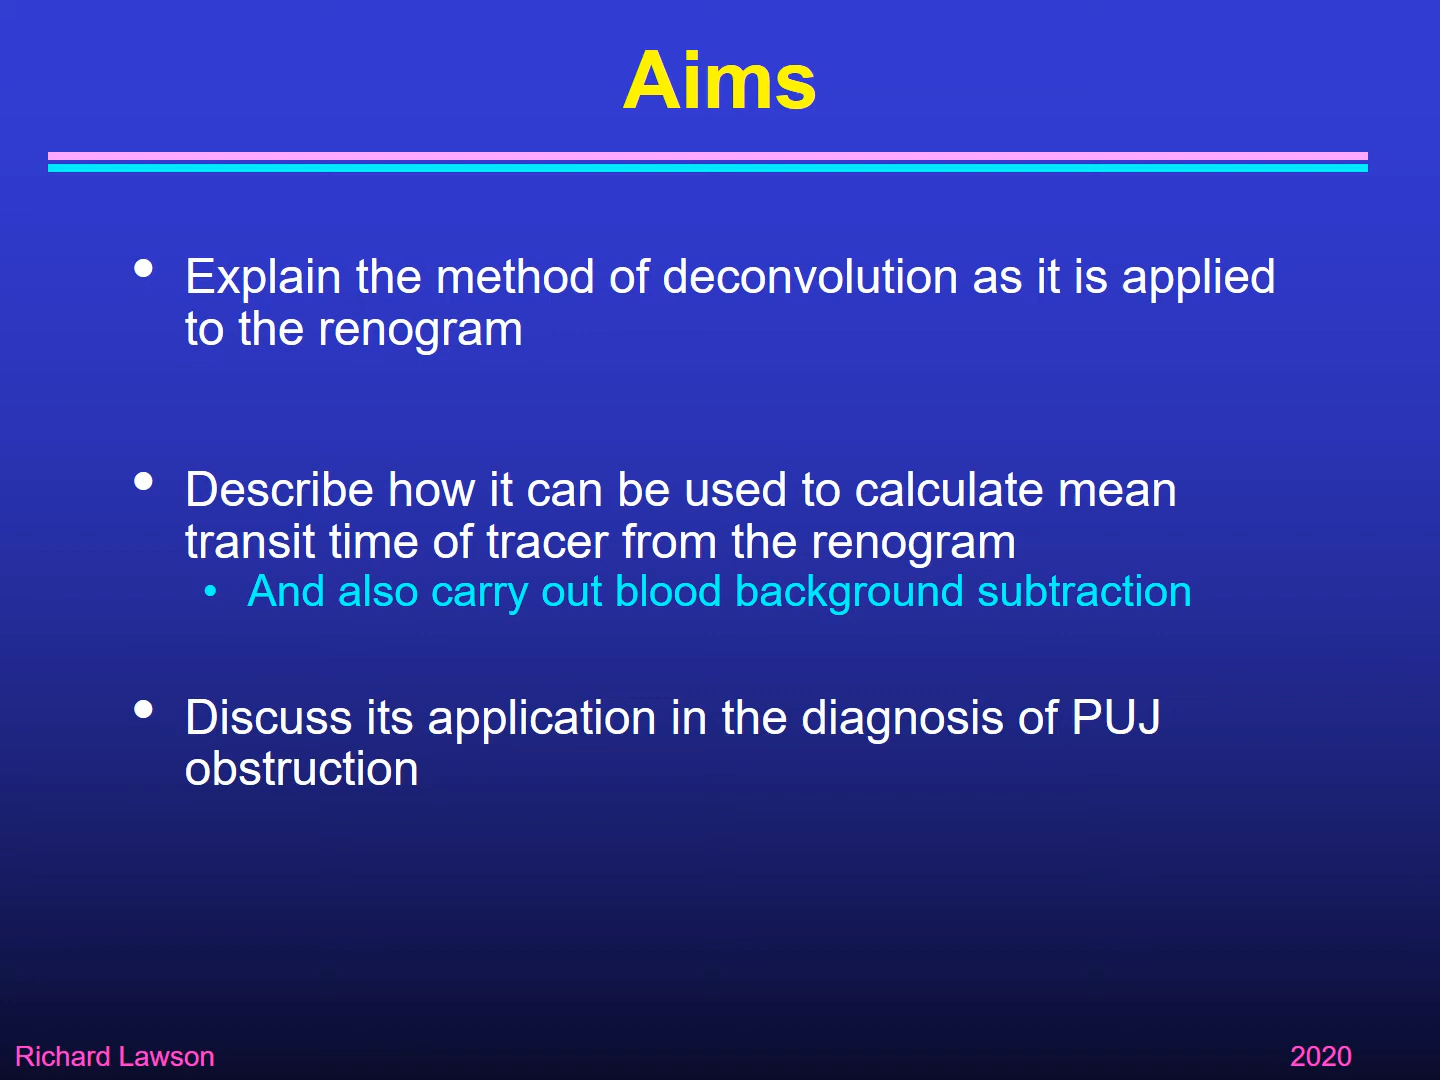 Aims
• Explain the method of deconvolution as it is applied
to the renogram
• Describe how it can be used to calculate mean
transit time of tracer from the renogram
• And also carry out blood background subtraction
• Discuss its application in the diagnosis of PUJ
obstruction
Richard Lawson
2020